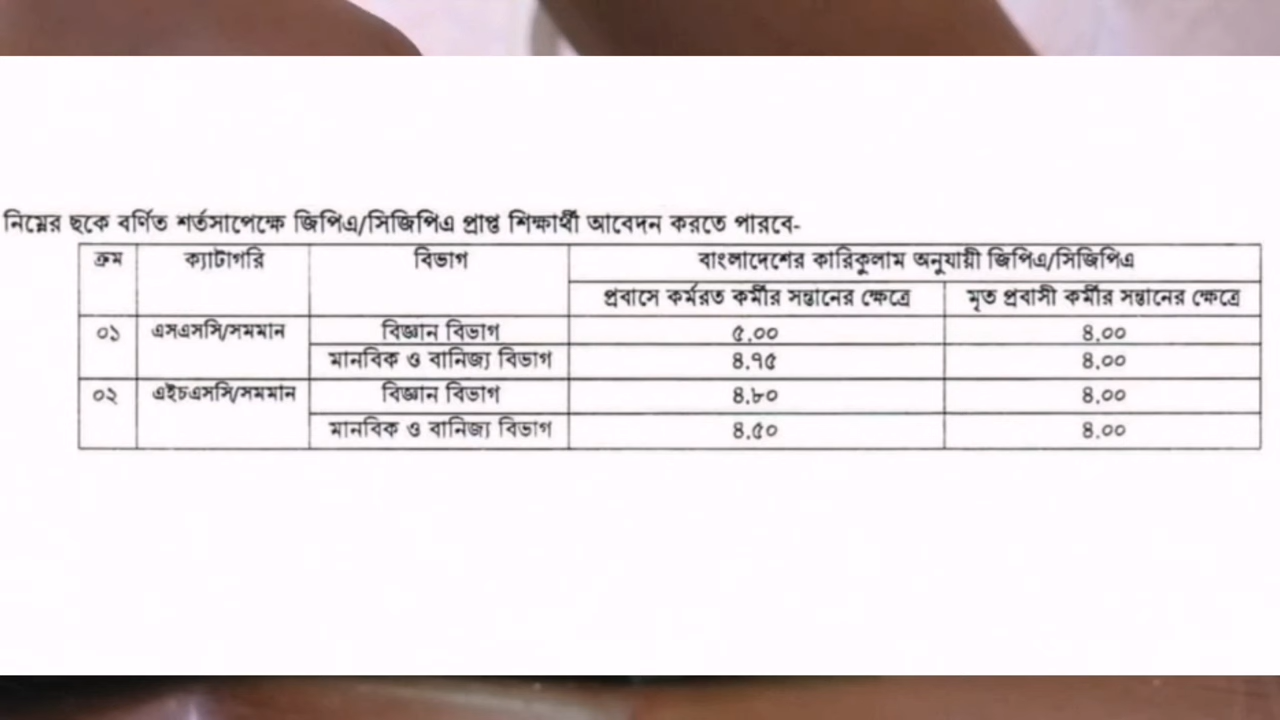 নিম্নের ছকে বর্ণিত শর্তসাপেক্ষে জিপিএ/সিজিপিএ প্রাপ্ত শিক্ষার্থী আবেদন করতে পারবে-
ক্রম ক্যাটাগরি বিভাগ বাংলাদেশের কারিকুলাম অনুযায়ী জিপিএ/সিজিপিএ
প্রবাসে কর্মরত কর্মীর সন্তানের ক্ষেত্রে মৃত প্রবাসী কর্মীর সন্তানের ক্ষেত্রে
০১ এসএসসি/সমমান বিজ্ঞান বিভাগ ৫.০০ ৪.০০
মানবিক ও বানিজ্য বিভাগ ৪.৭৫ ৪.০০
০২ এইচএসসি/সমমান বিজ্ঞান বিভাগ ৪.৮০ ৪.০০
মানবিক ও বানিজ্য বিভাগ ৪.৫০ ৪.০০